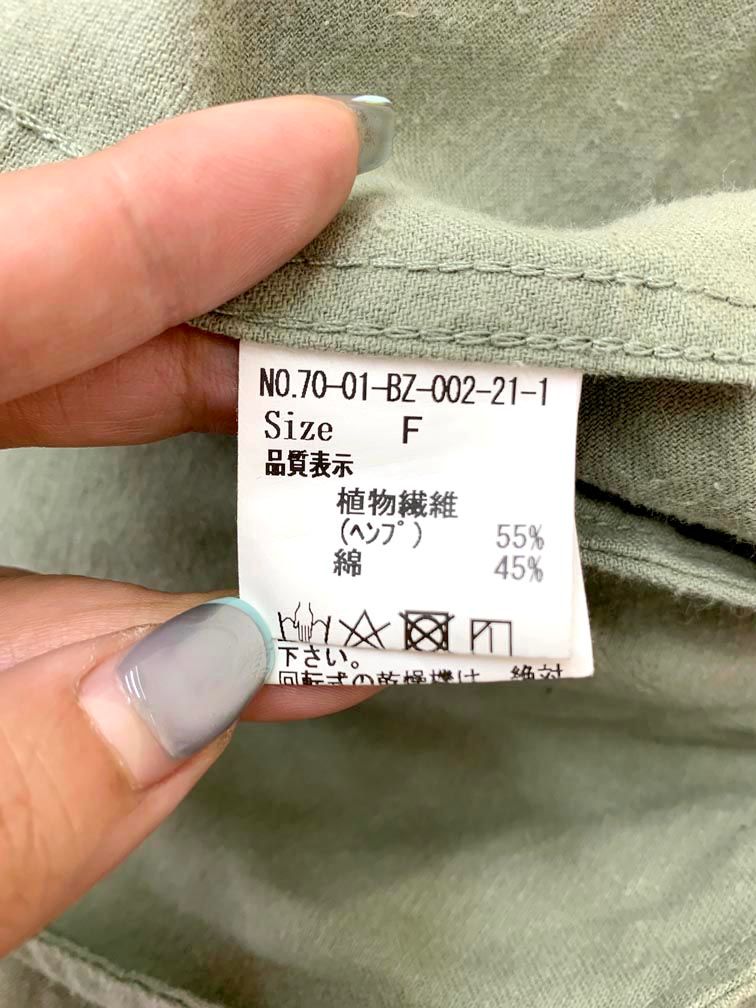 NO.70-01-BZ-002-21-1
Size F
品質表示
植物繊維
(ﾍﾝﾌﾟ) 55%
綿 45%
下さい。
回転式の乾燥機は、絶対